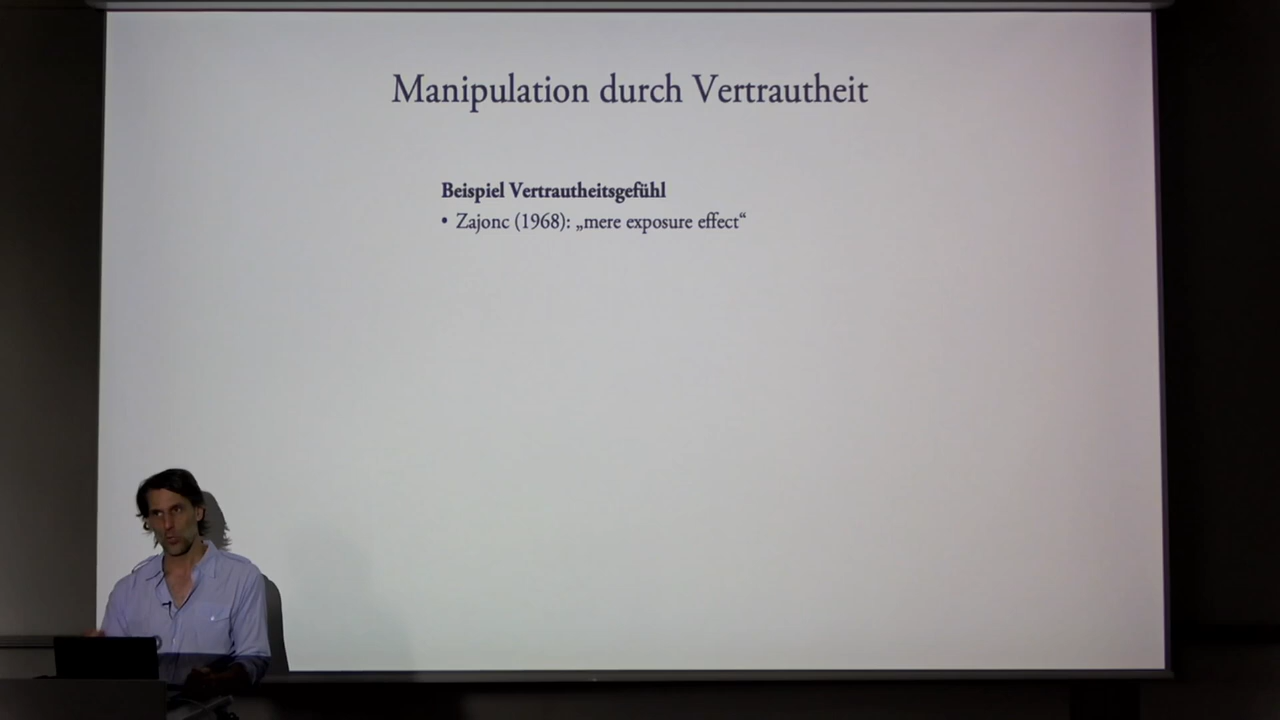 Manipulation durch Vertrautheit
Beispiel Vertrautheitsgefühl
• Zajonc (1968): „mere exposure effect“